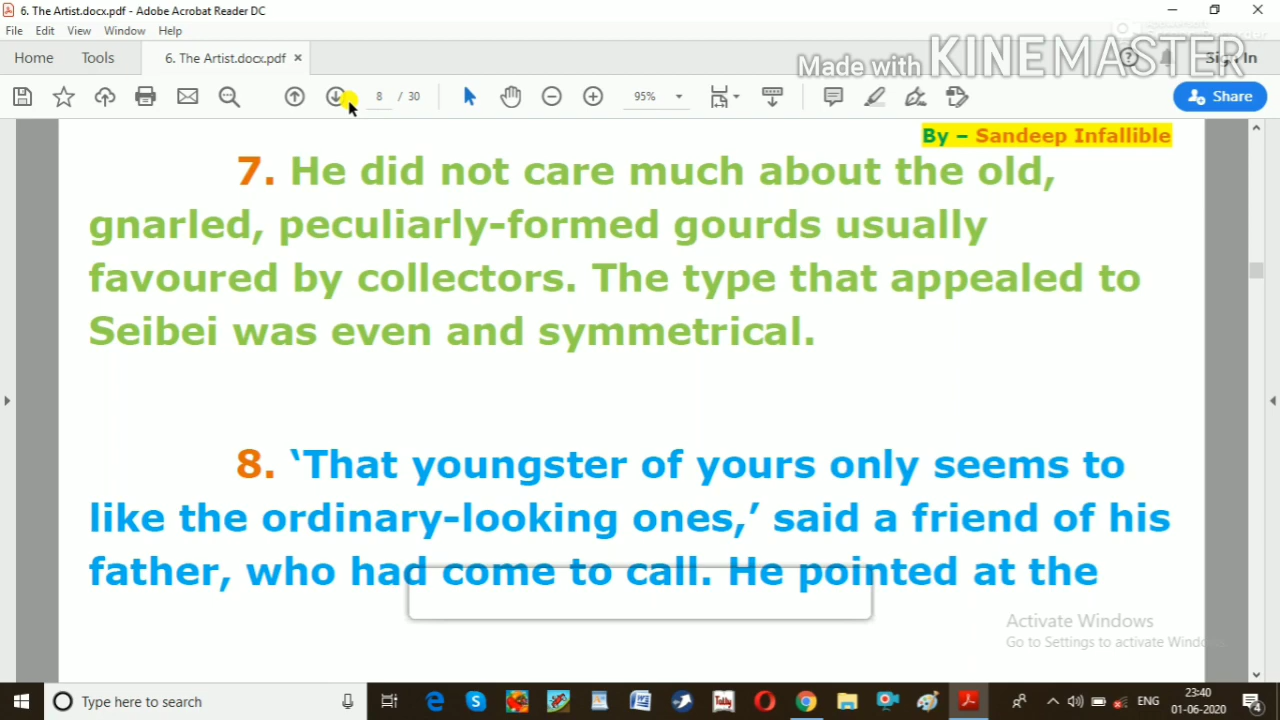 6. The Artist.docx.pdf - Adobe Acrobat Reader DC
File Edit View Window Help
Made with KINEMASTER
Home Tools 6. The Artist.docx.pdf × Sign In
8 / 30 95% Share
By – Sandeep Infallible
7. He did not care much about the old,
gnarled, peculiarly-formed gourds usually
favoured by collectors. The type that appealed to
Seibei was even and symmetrical.
8. ‘That youngster of yours only seems to
like the ordinary-looking ones,’ said a friend of his
father, who had come to call. He pointed at the
Activate Windows
Go to Settings to activate Windows
Type here to search
Tally
ENG
23:40
01-06-2020
4